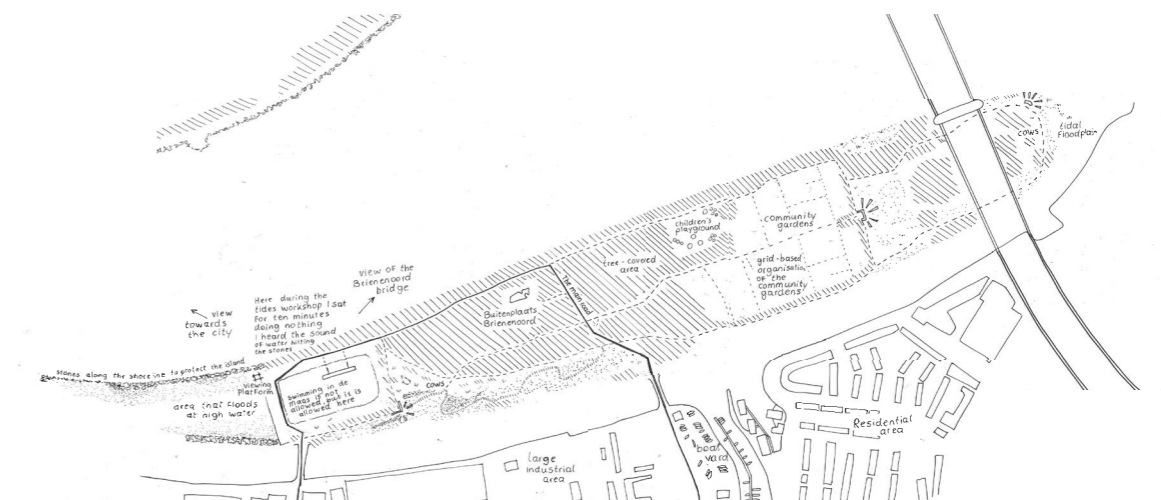 cows
tidal
Floodplain
children's
playground
community
gardens
tree-covered
area
grid-based
organisation
of the
community
gardens
view of the
Brienenoord
bridge
The main road
Buitenplaats
Brienenoord
view
towards
the city
Here during the
tides workshop I sat
For ten minutes
doing nothing
I heard the sound
of water hitting
the stones
stones along the shoreline to protect the island
viewing
Platform
swimming in de
maas is not
allowed, but it is
allowed here
cows
area that Floods
at high water
Residential
area
boat
yard
large
industrial
area